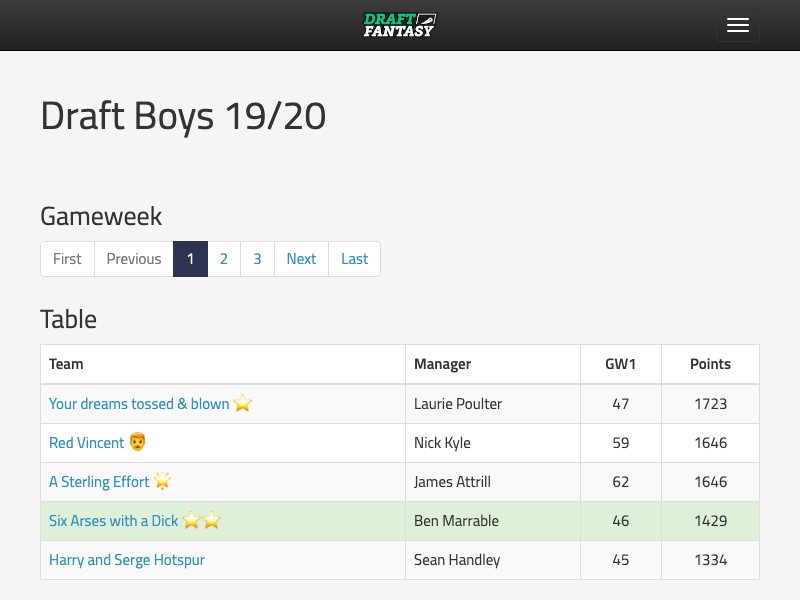 DRAFT
FANTASY
Draft Boys 19/20
Gameweek
First Previous 1 2 3 Next Last
Table
Team Manager GW1 Points
Your dreams tossed & blown ⭐ Laurie Poulter 47 1723
Red Vincent 👨‍🦰 Nick Kyle 59 1646
A Sterling Effort 🌟 James Attrill 62 1646
Six Arses with a Dick ⭐⭐ Ben Marrable 46 1429
Harry and Serge Hotspur Sean Handley 45 1334